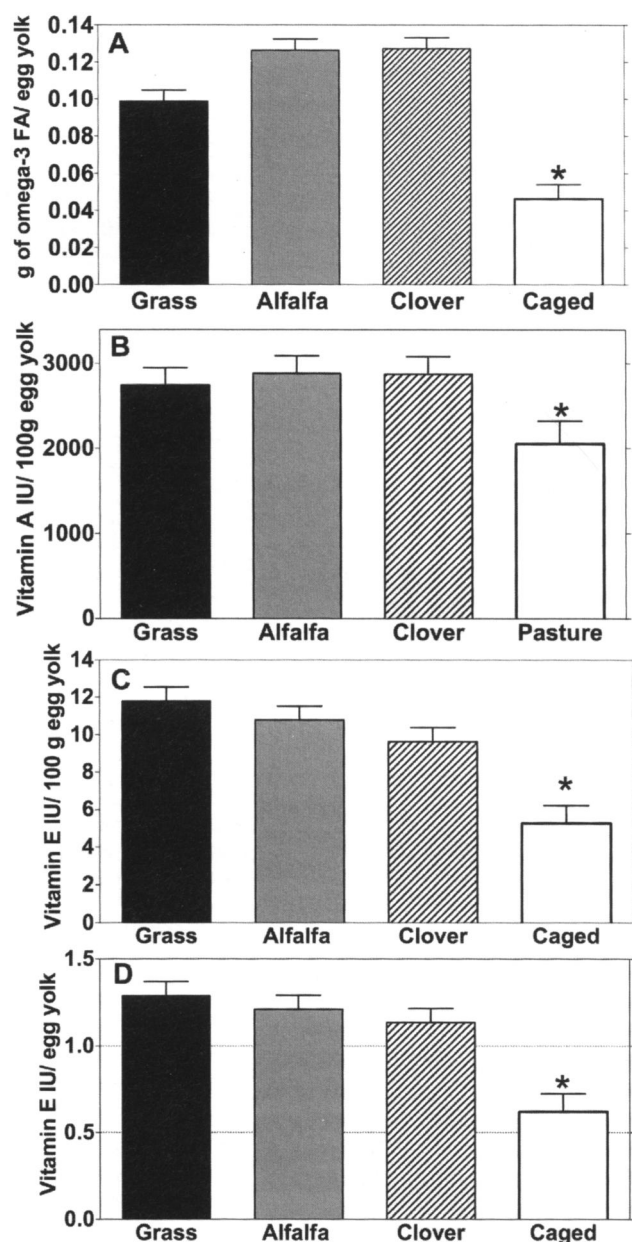 A
g of omega-3 FA/ egg yolk
0.14
0.12
0.10
0.08
0.06
0.04
0.02
0.00
*
Grass Alfalfa Clover Caged
B
Vitamin A IU/ 100g egg yolk
3000
2000
1000
0
*
Grass Alfalfa Clover Pasture
C
Vitamin E IU/ 100 g egg yolk
14
12
10
8
6
4
2
0
*
Grass Alfalfa Clover Caged
D
Vitamin E IU/ egg yolk
1.5
1.0
0.5
0.0
*
Grass Alfalfa Clover Caged